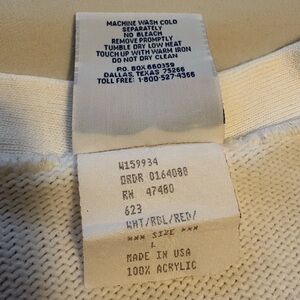 MACHINE WASH COLD
SEPARATELY
NO BLEACH
REMOVE PROMPTLY
TUMBLE DRY LOW HEAT
TOUCH UP WITH WARM IRON
DO NOT DRY CLEAN
P.O. BOX 660359
DALLAS, TEXAS 75266
TOLL FREE: 1-800-527-4366
W159934
ORDR 0164088
RH 47480
623
WHT/RBL/RED/
*** SIZE ***
L
MADE IN USA
100% ACRYLIC